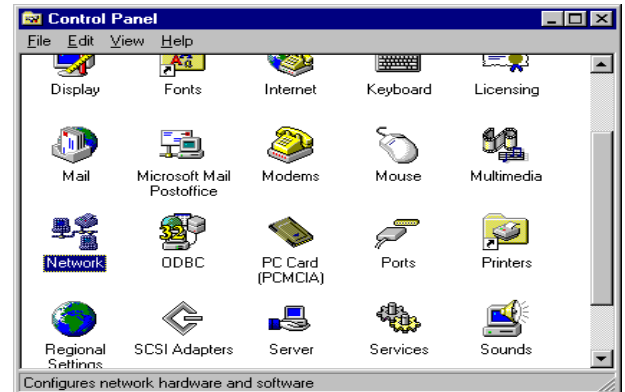 Control Panel
File Edit View Help
Display Fonts Internet Keyboard Licensing
Mail Microsoft Mail Modems Mouse Multimedia
Postoffice
Network ODBC PC Card Ports Printers
(PCMCIA)
Regional SCSI Adapters Server Services Sounds
Settings
Configures network hardware and software